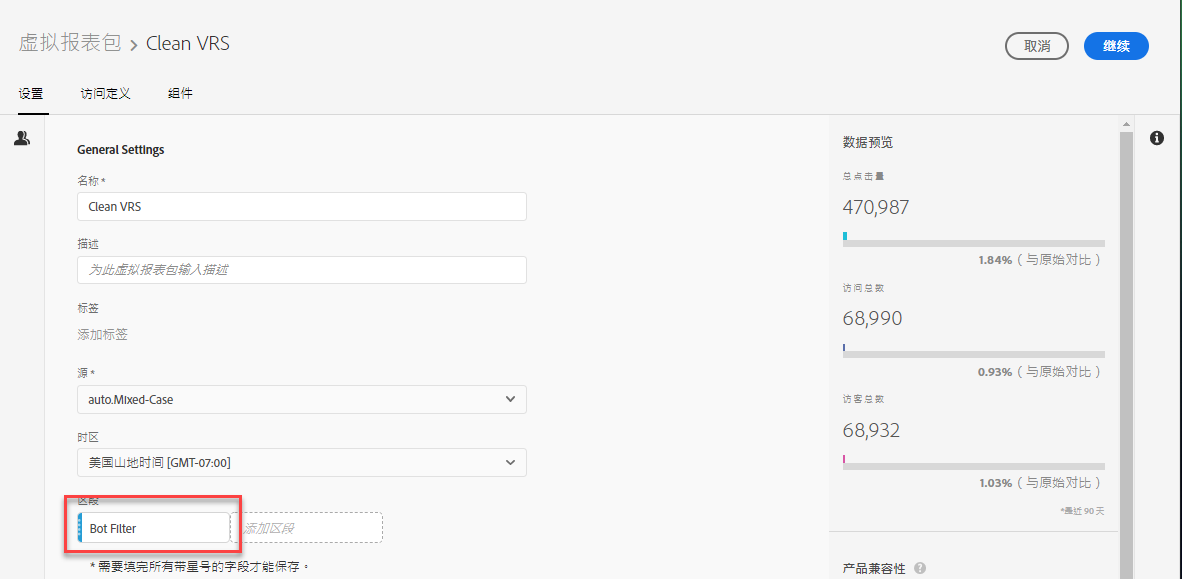 虚拟报表包 > Clean VRS
取消
继续
设置 访问定义 组件
General Settings
名称 *
Clean VRS
描述
为此虚拟报表包输入描述
标签
添加标签
源 *
auto.Mixed-Case
时区
美国山地时间 [GMT-07:00]
区段
Bot Filter
添加区段
* 需要填完所有带星号的字段才能保存。
数据预览
总点击量
470,987
1.84% ( 与原始对比 )
访问总数
68,990
0.93% ( 与原始对比 )
访客总数
68,932
1.03% ( 与原始对比 )
*最近 90 天
产品兼容性 ?